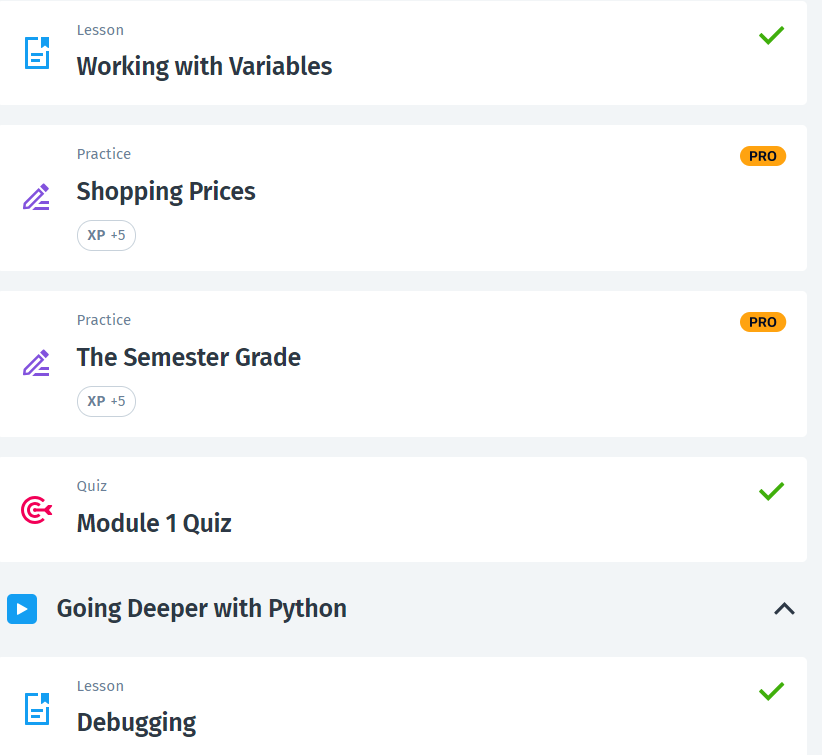 Lesson
Working with Variables
Practice
PRO
Shopping Prices
XP +5
Practice
PRO
The Semester Grade
XP +5
Quiz
Module 1 Quiz
Going Deeper with Python
Lesson
Debugging